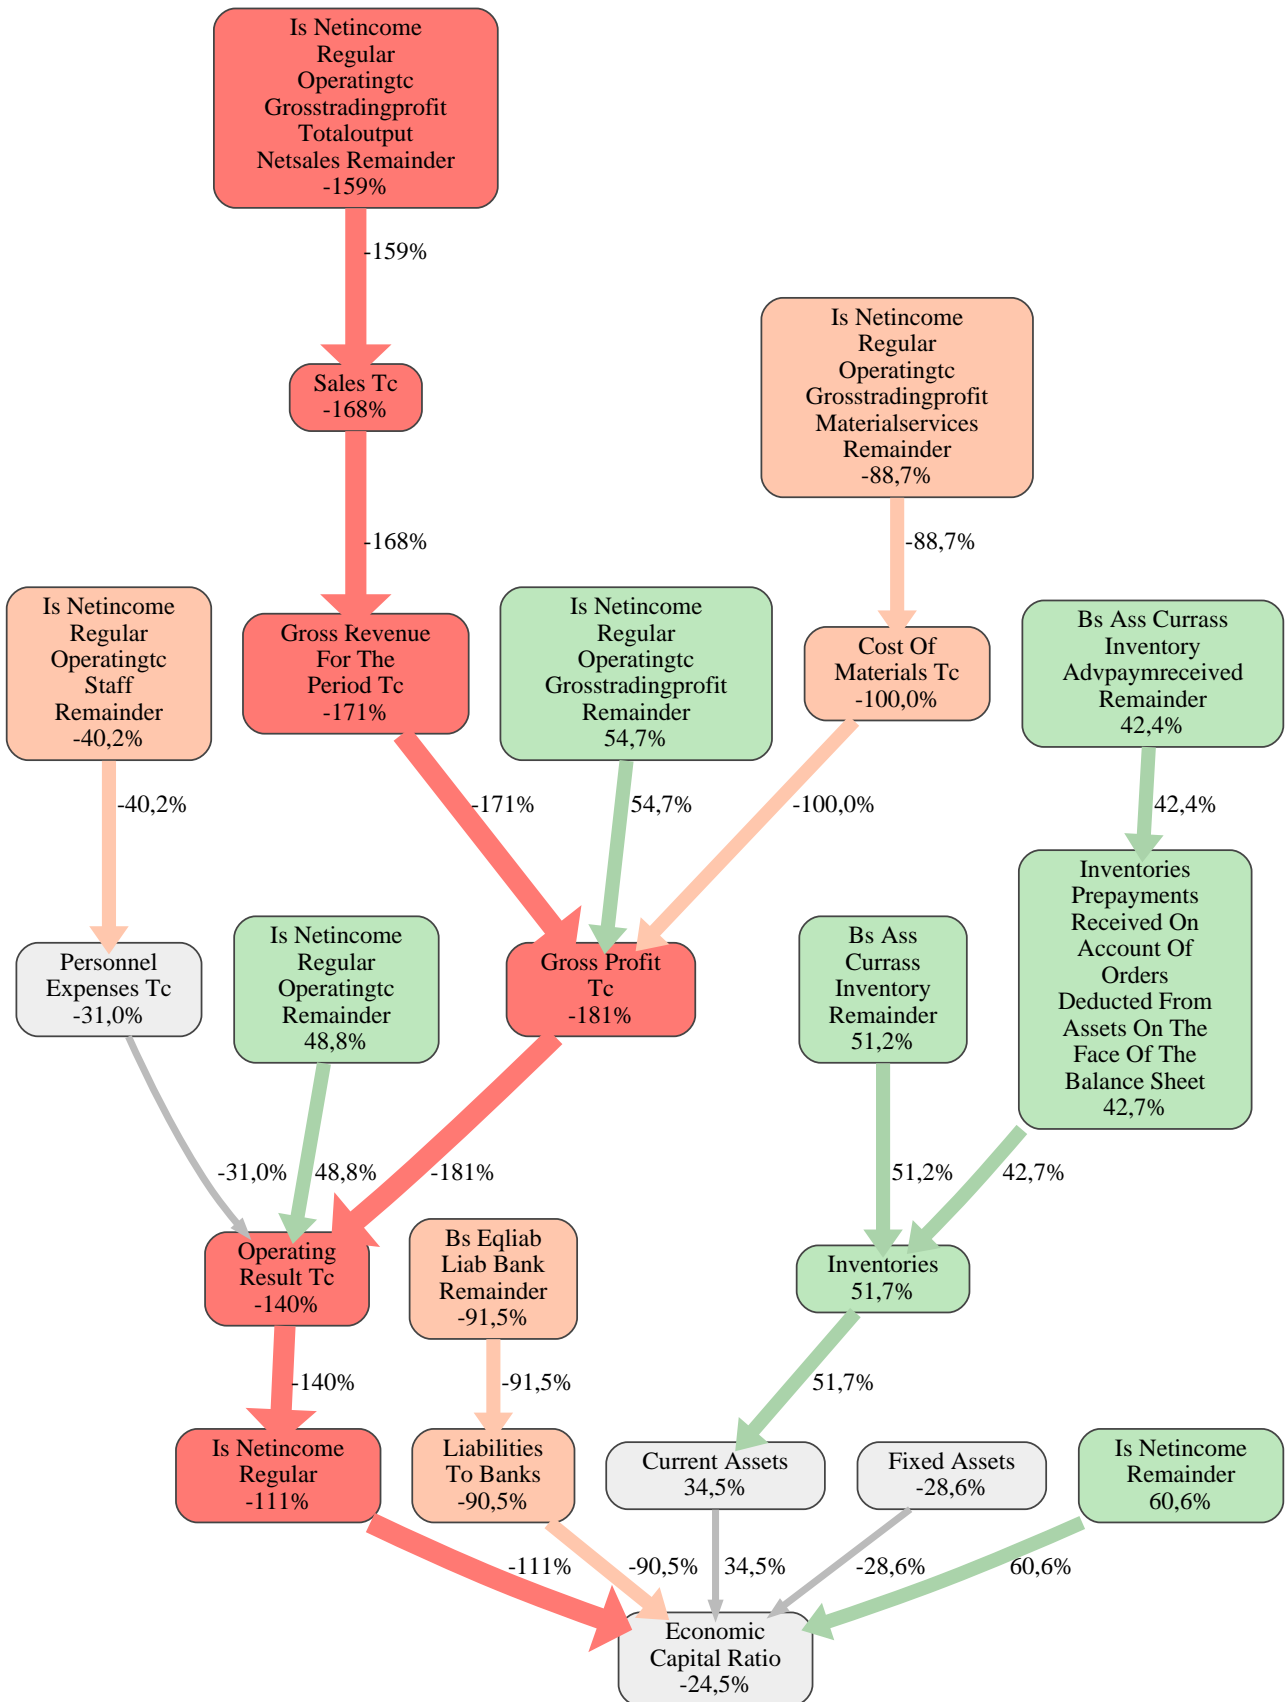 Is Netincome
Regular
Operatingtc
Grosstradingprofit
Totaloutput
Netsales Remainder
-159%
-159%
Is Netincome
Regular
Operatingtc
Grosstradingprofit
Materialservices
Remainder
-88,7%
Sales Tc
-168%
-168%
-88,7%
Is Netincome
Regular
Operatingtc
Staff
Remainder
-40,2%
Gross Revenue
For The
Period Tc
-171%
Is Netincome
Regular
Operatingtc
Grosstradingprofit
Remainder
54,7%
Cost Of
Materials Tc
-100,0%
Bs Ass Currass
Inventory
Advpaymreceived
Remainder
42,4%
-40,2%
-171%
54,7%
-100,0%
42,4%
Personnel
Expenses Tc
-31,0%
Is Netincome
Regular
Operatingtc
Remainder
48,8%
Gross Profit
Tc
-181%
Bs Ass
Currass
Inventory
Remainder
51,2%
Inventories
Prepayments
Received On
Account Of
Orders
Deducted From
Assets On The
Face Of The
Balance Sheet
42,7%
-31,0%
48,8%
-181%
51,2%
42,7%
Operating
Result Tc
-140%
Bs Eqliab
Liab Bank
Remainder
-91,5%
Inventories
51,7%
-140%
-91,5%
51,7%
Is Netincome
Regular
-111%
Liabilities
To Banks
-90,5%
Current Assets
34,5%
Fixed Assets
-28,6%
Is Netincome
Remainder
60,6%
-111%
-90,5%
34,5%
-28,6%
60,6%
Economic
Capital Ratio
-24,5%